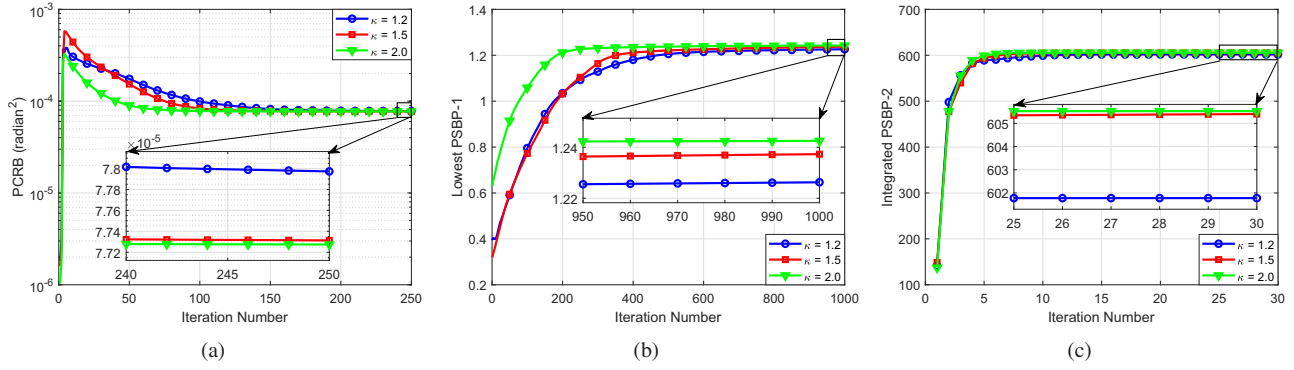 10^-3
10^-4
10^-5
10^-6
PCRB (radian^2)
κ = 1.2
κ = 1.5
κ = 2.0
×10^-5
7.8
7.78
7.76
7.74
7.72
240 245 250
0 50 100 150 200 250
Iteration Number
(a)
1.4
1.2
1
0.8
0.6
0.4
0.2
Lowest PSBP-1
1.24
1.22
950 960 970 980 990 1000
κ = 1.2
κ = 1.5
κ = 2.0
0 200 400 600 800 1000
Iteration Number
(b)
700
600
500
400
300
200
100
Integrated PSBP-2
605
604
603
602
25 26 27 28 29 30
κ = 1.2
κ = 1.5
κ = 2.0
0 5 10 15 20 25 30
Iteration Number
(c)